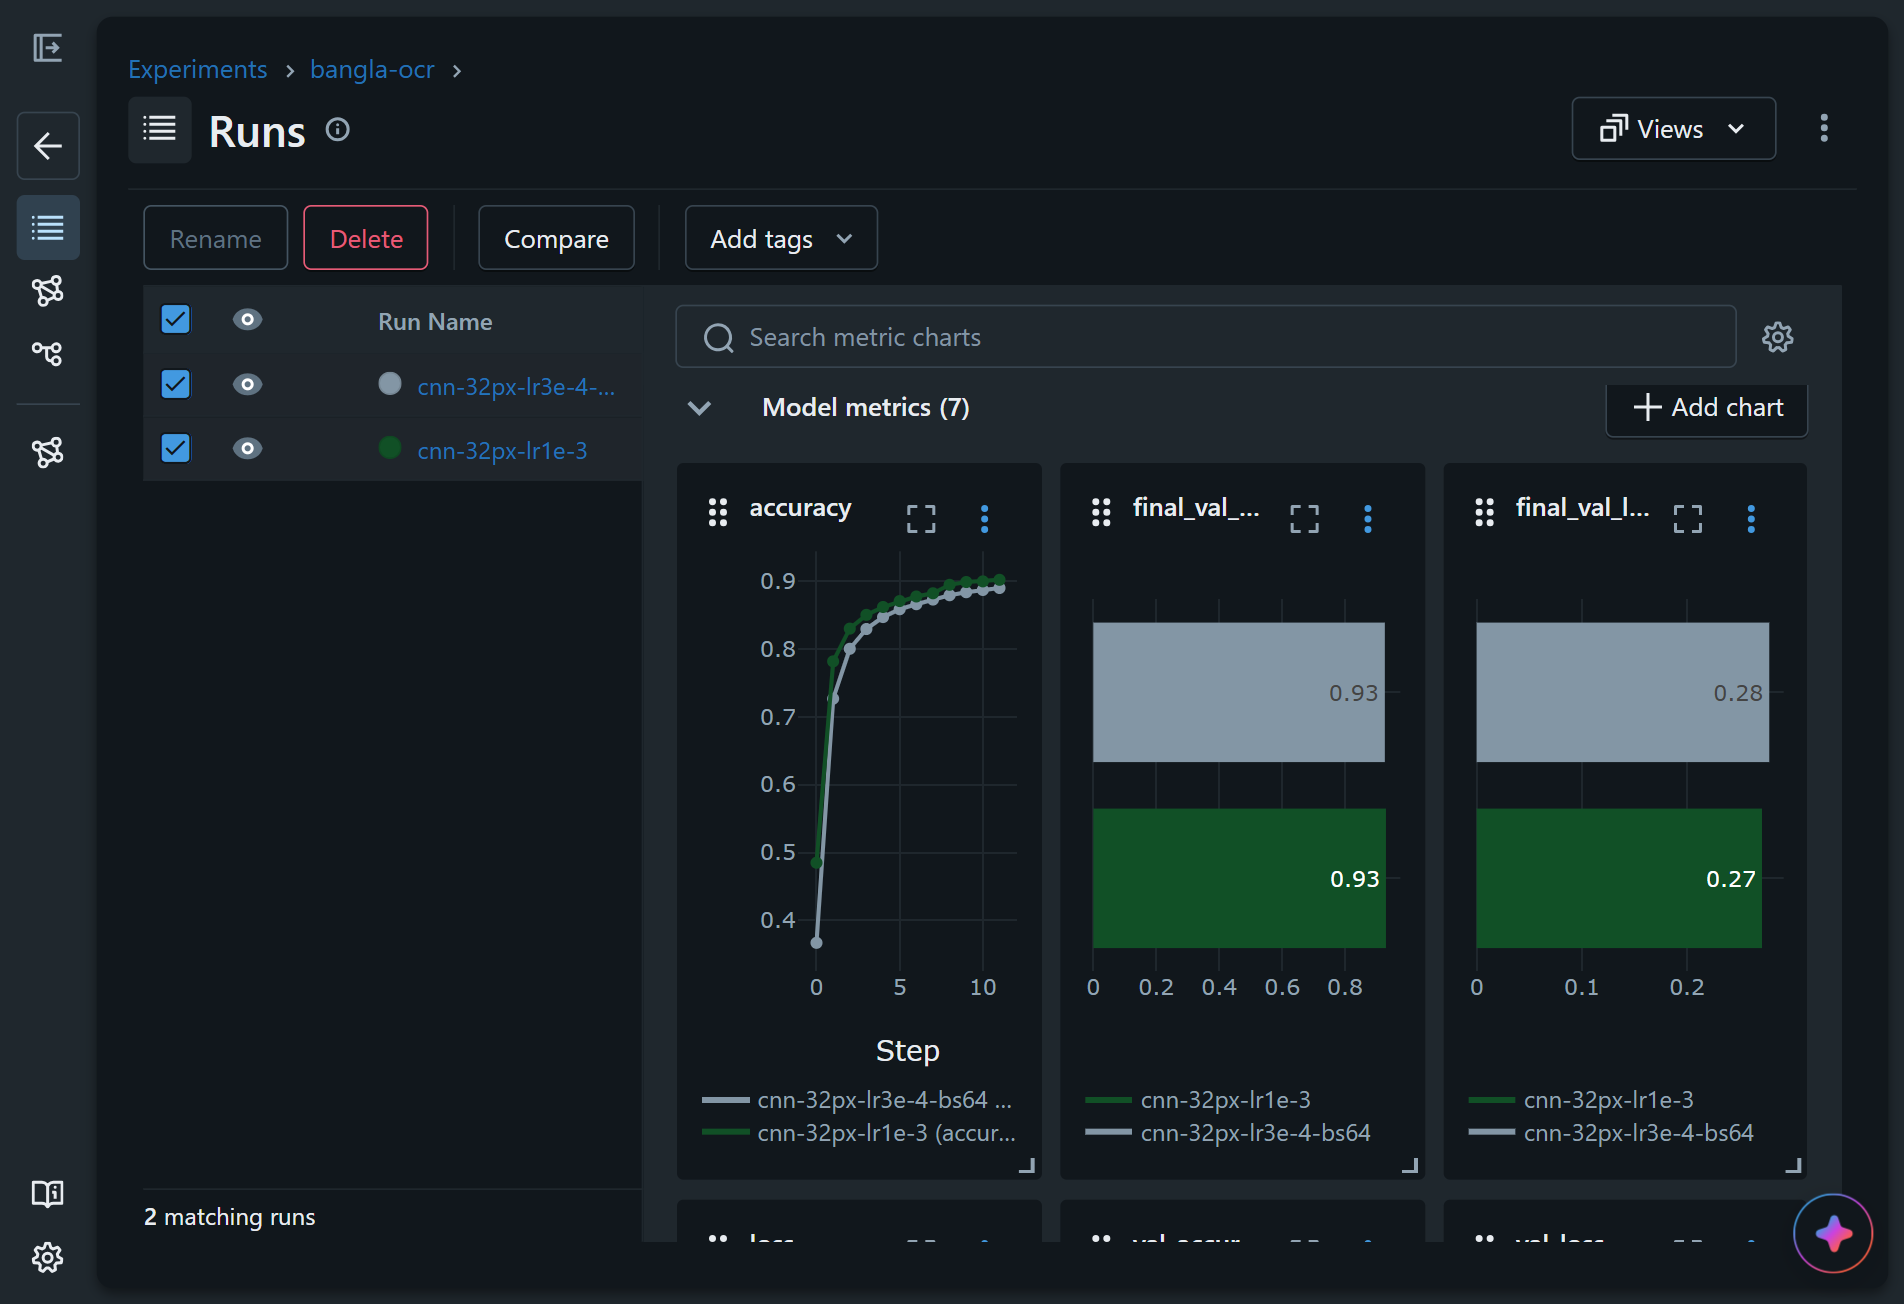 Experiments › bangla-ocr ›
Runs
Views
Rename
Delete
Compare
Add tags
Run Name
cnn-32px-lr3e-4-...
cnn-32px-lr1e-3
2 matching runs
Search metric charts
Model metrics (7)
Add chart
accuracy
0.9
0.8
0.7
0.6
0.5
0.4
0 5 10
Step
cnn-32px-lr3e-4-bs64 ...
cnn-32px-lr1e-3 (accur...
final_val_...
0.93
0.93
0 0.2 0.4 0.6 0.8
cnn-32px-lr1e-3
cnn-32px-lr3e-4-bs64
final_val_l...
0.28
0.27
0 0.1 0.2
cnn-32px-lr1e-3
cnn-32px-lr3e-4-bs64
loss
val_accur...
val_loss